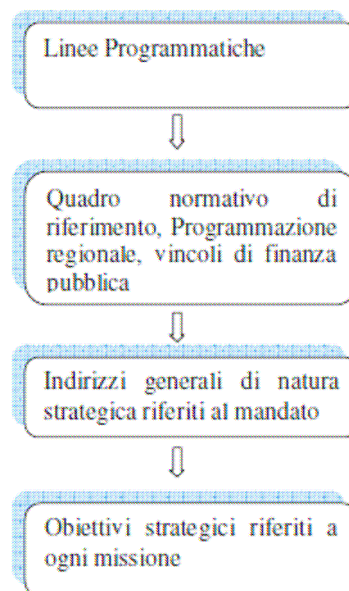 Linee Programmatiche
Quadro normativo di
riferimento, Programmazione
regionale, vincoli di finanza
pubblica
Indirizzi generali di natura
strategica riferiti al mandato
Obiettivi strategici riferiti a
ogni missione